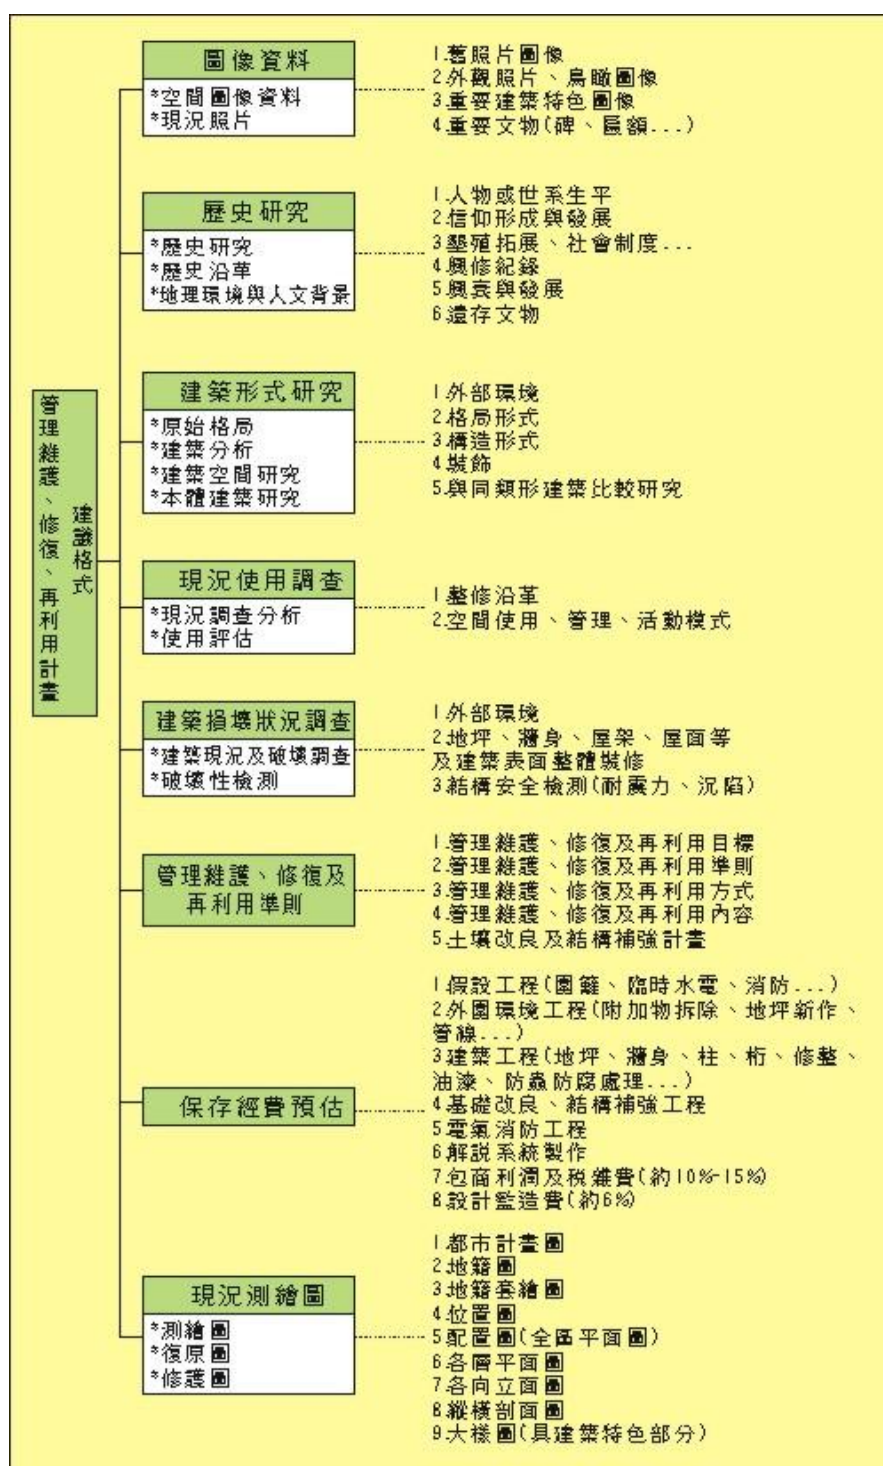 管理維護、修復、再利用計畫
建議格式
圖像資料
*空間圖像資料
*現況照片
1.舊照片圖像
2.外觀照片、鳥瞰圖像
3.重要建築特色圖像
4.重要文物(碑、匾額...)
歷史研究
*歷史研究
*歷史沿革
*地理環境與人文背景
1.人物或世系生平
2.信仰形成與發展
3.墾殖拓展、社會制度...
4.興修紀錄
5.興衰與發展
6.遺存文物
建築形式研究
*原始格局
*建築分析
*建築空間研究
*本體建築研究
1.外部環境
2.格局形式
3.構造形式
4.裝飾
5.與同類形建築比較研究
現況使用調查
*現況調查分析
*使用評估
1.整修沿革
2.空間使用、管理、活動模式
建築損壞狀況調查
*建築現況及破壞調查
*破壞性檢測
1.外部環境
2.地坪、牆身、屋架、屋面等
及建築表面整體裝修
3.結構安全檢測(耐震力、沉陷)
管理維護、修復及
再利用準則
1.管理維護、修復及再利用目標
2.管理維護、修復及再利用準則
3.管理維護、修復及再利用方式
4.管理維護、修復及再利用內容
5.土壤改良及結構補強計畫
保存經費預估
1.假設工程(圍籬、臨時水電、消防...)
2.外圍環境工程(附加物拆除、地坪新作、
管線...)
3.建築工程(地坪、牆身、柱、桁、修整、
油漆、防蟲防腐處理...)
4.基礎改良、結構補強工程
5.電氣消防工程
6.解說系統製作
7.包商利潤及稅雜費(約10%-15%)
8.設計監造費(約6%)
現況測繪圖
*測繪圖
*復原圖
*修護圖
1.都市計畫圖
2.地籍圖
3.地籍套繪圖
4.位置圖
5.配置圖(全區平面圖)
6.各層平面圖
7.各向立面圖
8.縱橫剖面圖
9.大樣圖(具建築特色部分)